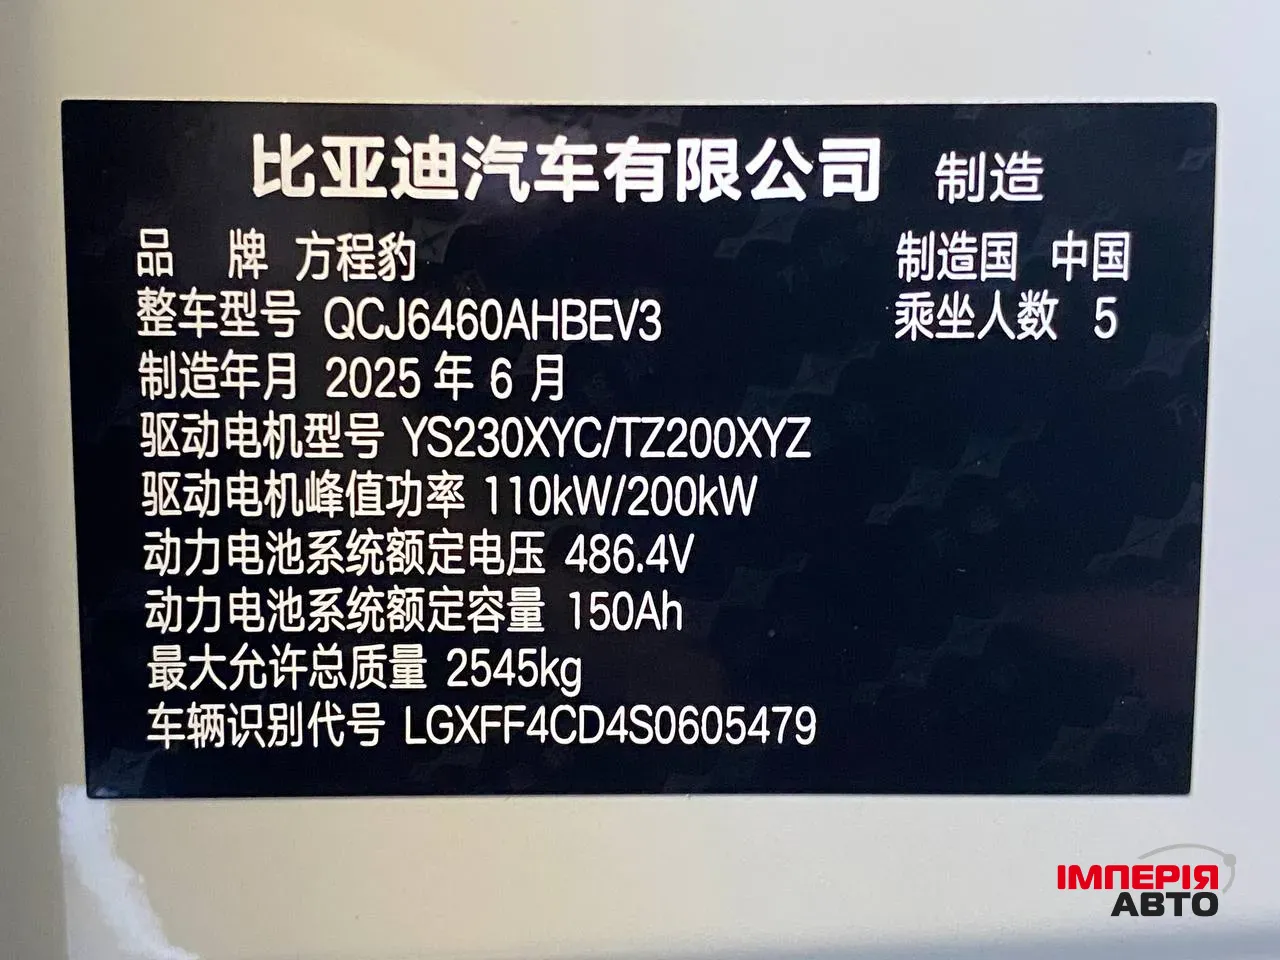 比亚迪汽车有限公司 制造
品 牌 方程豹 制造国 中国
整车型号 QCJ6460AHBEV3 乘坐人数 5
制造年月 2025 年 6 月
驱动电机型号 YS230XYC/TZ200XYZ
驱动电机峰值功率 110kW/200kW
动力电池系统额定电压 486.4V
动力电池系统额定容量 150Ah
最大允许总质量 2545kg
车辆识别代号 LGXFF4CD4S0605479
ІМПЕРІЯ
АВТО